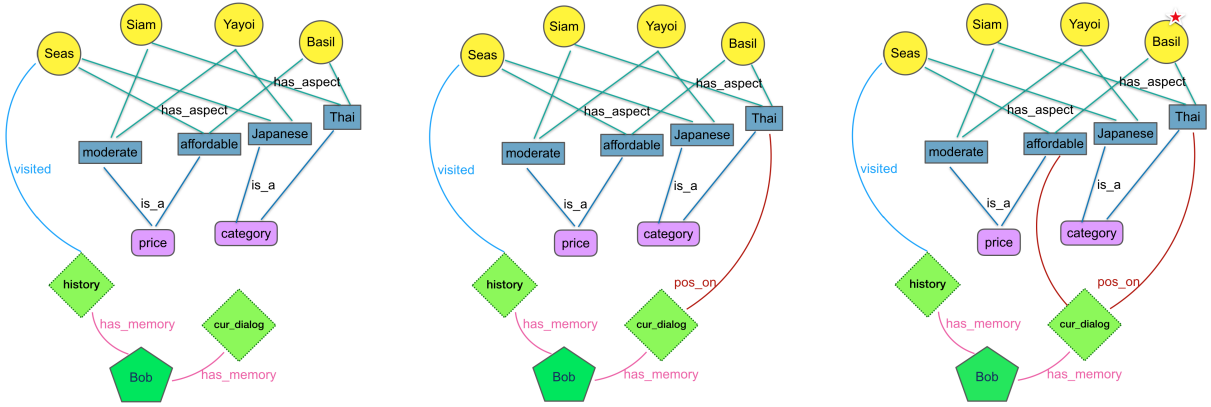 Siam
Yayoi
Basil
Seas
has_aspect
has_aspect
Thai
Japanese
affordable
moderate
visited
is_a
is_a
category
price
history
has_memory
cur_dialog
Bob
has_memory
Siam
Yayoi
Basil
Seas
has_aspect
has_aspect
Thai
Japanese
affordable
moderate
visited
is_a
is_a
category
price
history
pos_on
has_memory
cur_dialog
Bob
has_memory
Siam
Yayoi
Basil
Seas
has_aspect
has_aspect
Thai
Japanese
affordable
moderate
visited
is_a
is_a
category
price
history
pos_on
has_memory
cur_dialog
Bob
has_memory